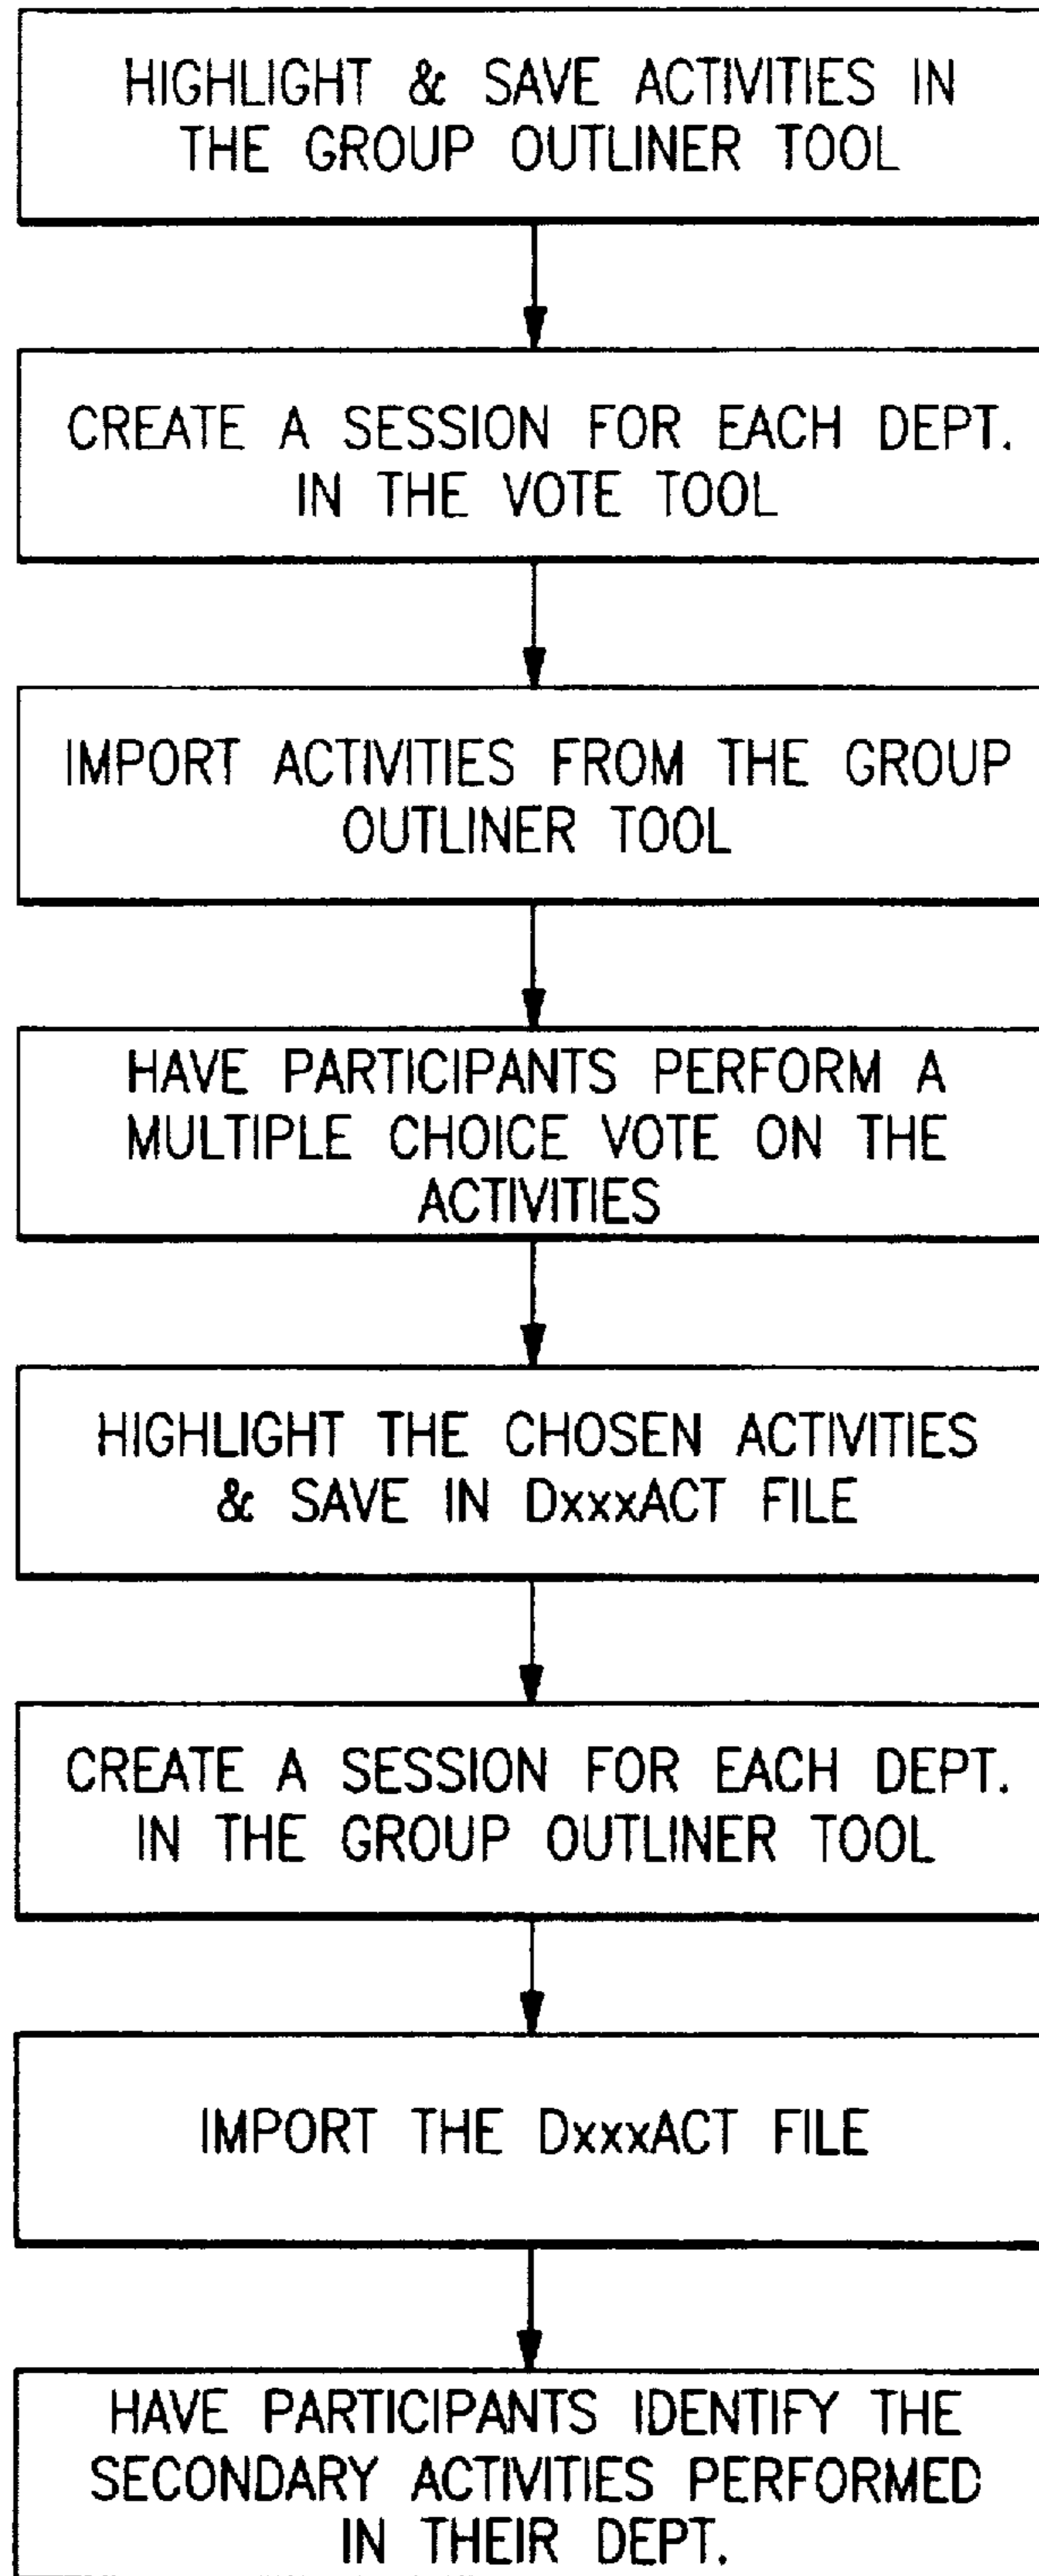 HIGHLIGHT & SAVE ACTIVITIES IN
THE GROUP OUTLINER TOOL
CREATE A SESSION FOR EACH DEPT.
IN THE VOTE TOOL
IMPORT ACTIVITIES FROM THE GROUP
OUTLINER TOOL
HAVE PARTICIPANTS PERFORM A
MULTIPLE CHOICE VOTE ON THE
ACTIVITIES
HIGHLIGHT THE CHOSEN ACTIVITIES
& SAVE IN DxxxACT FILE
CREATE A SESSION FOR EACH DEPT.
IN THE GROUP OUTLINER TOOL
IMPORT THE DxxxACT FILE
HAVE PARTICIPANTS IDENTIFY THE
SECONDARY ACTIVITIES PERFORMED
IN THEIR DEPT.